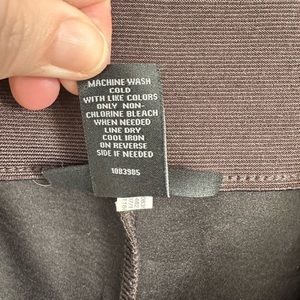 MACHINE WASH
COLD
WITH LIKE COLORS
ONLY NON-
CHLORINE BLEACH
WHEN NEEDED
LINE DRY
COOL IRON
ON REVERSE
SIDE IF NEEDED
10B3985